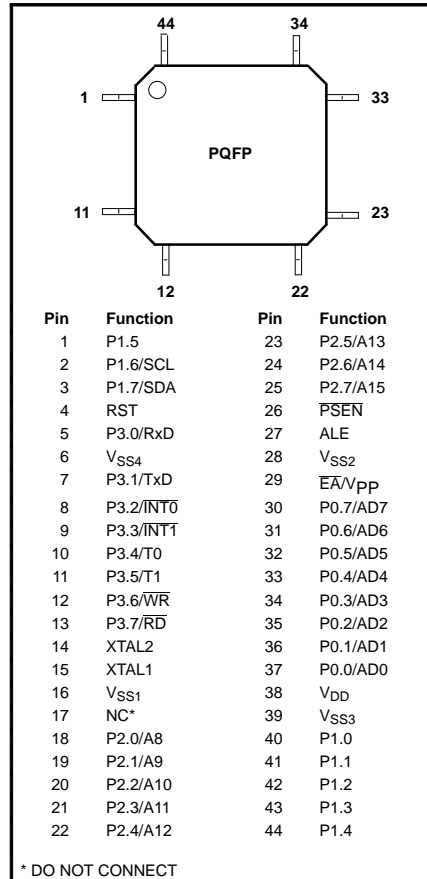 44 34
1 33
PQFP
11 23
12 22
Pin Function Pin Function
1 P1.5 23 P2.5/A13
2 P1.6/SCL 24 P2.6/A14
3 P1.7/SDA 25 P2.7/A15
4 RST 26 PSEN
5 P3.0/RxD 27 ALE
6 VSS4 28 VSS2
7 P3.1/TxD 29 EA/VPP
8 P3.2/INT0 30 P0.7/AD7
9 P3.3/INT1 31 P0.6/AD6
10 P3.4/T0 32 P0.5/AD5
11 P3.5/T1 33 P0.4/AD4
12 P3.6/WR 34 P0.3/AD3
13 P3.7/RD 35 P0.2/AD2
14 XTAL2 36 P0.1/AD1
15 XTAL1 37 P0.0/AD0
16 VSS1 38 VDD
17 NC* 39 VSS3
18 P2.0/A8 40 P1.0
19 P2.1/A9 41 P1.1
20 P2.2/A10 42 P1.2
21 P2.3/A11 43 P1.3
22 P2.4/A12 44 P1.4
* DO NOT CONNECT